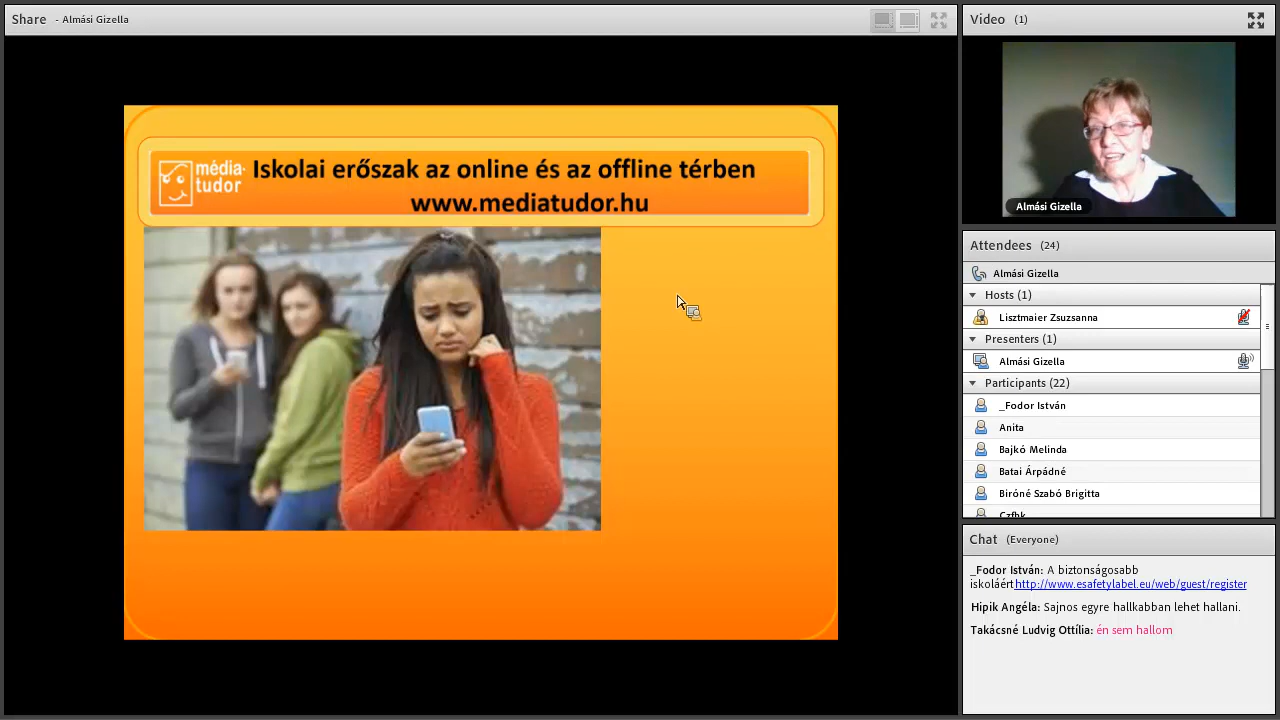 Share - Almási Gizella
média-
tudor
Iskolai erőszak az online és az offline térben
www.mediatudor.hu
Video (1)
Almási Gizella
Attendees (24)
Almási Gizella
Hosts (1)
Lisztmaier Zsuzsanna
Presenters (1)
Almási Gizella
Participants (22)
_Fodor István
Anita
Bajkó Melinda
Batai Árpádné
Biróné Szabó Brigitta
Czfbk
Chat (Everyone)
_Fodor István: A biztonságosabb
iskoláért http://www.esafetylabel.eu/web/guest/register
Hipik Angéla: Sajnos egyre hallkabban lehet hallani.
Takácsné Ludvig Ottília: én sem hallom